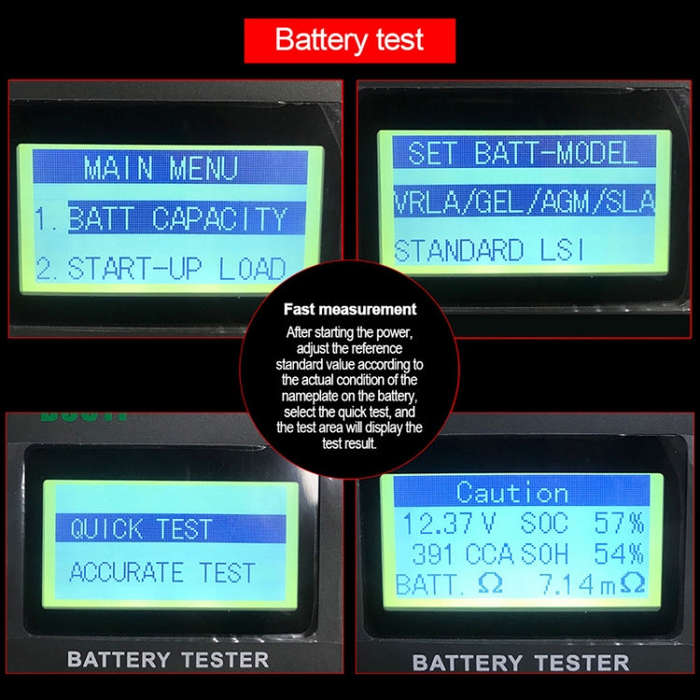 Battery test
MAIN MENU
1. BATT CAPACITY
2. START-UP LOAD
SET BATT-MODEL
VRLA/GEL/AGM/SLA
STANDARD LSI
Fast measurement
After starting the power,
adjust the reference
standard value according to
the actual condition of the
nameplate on the battery,
select the quick test, and
the test area will display the
test result.
QUICK TEST
ACCURATE TEST
BATTERY TESTER
Caution
12.37 V SOC 57%
391 CCA SOH 54%
BATT. Ω 7.14mΩ
BATTERY TESTER